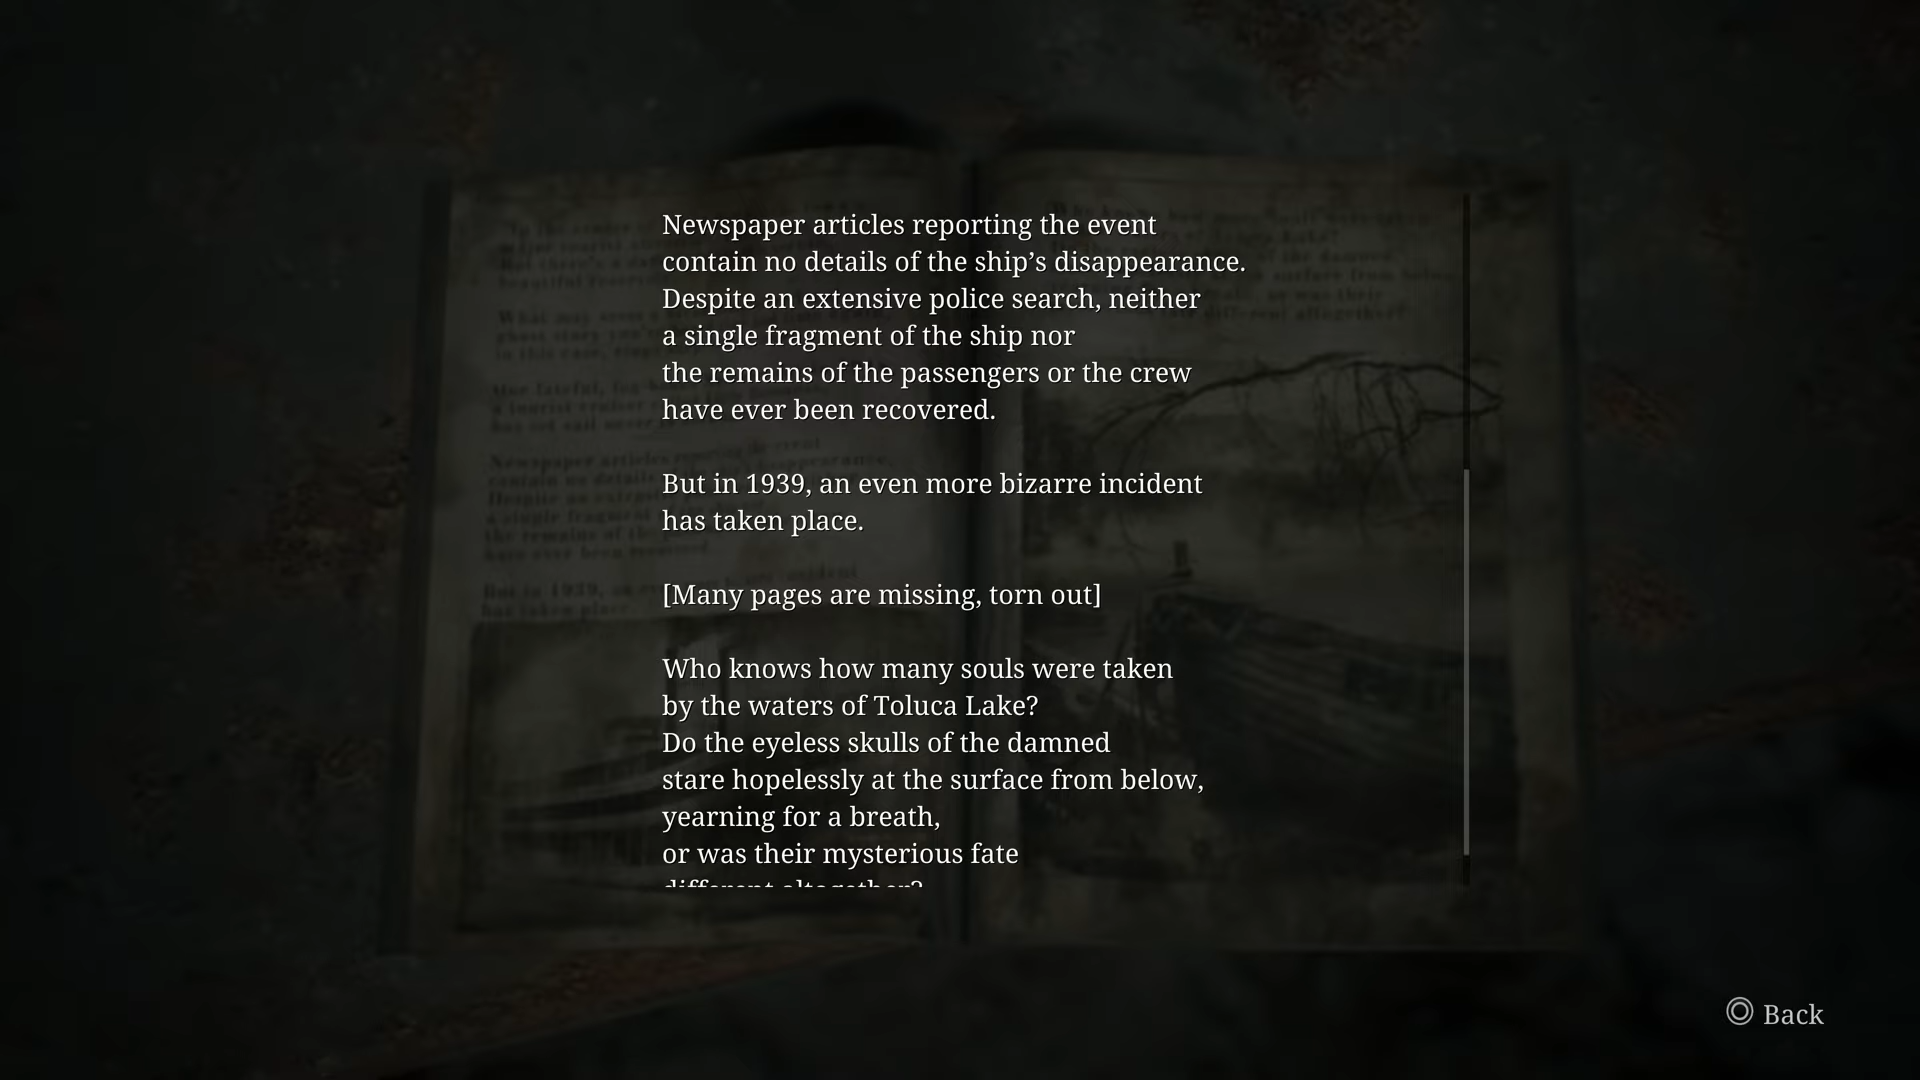 Newspaper articles reporting the event
contain no details of the ship’s disappearance.
Despite an extensive police search, neither
a single fragment of the ship nor
the remains of the passengers or the crew
have ever been recovered.
But in 1939, an even more bizarre incident
has taken place.
[Many pages are missing, torn out]
Who knows how many souls were taken
by the waters of Toluca Lake?
Do the eyeless skulls of the damned
stare hopelessly at the surface from below,
yearning for a breath,
or was their mysterious fate
different altogether?
Back